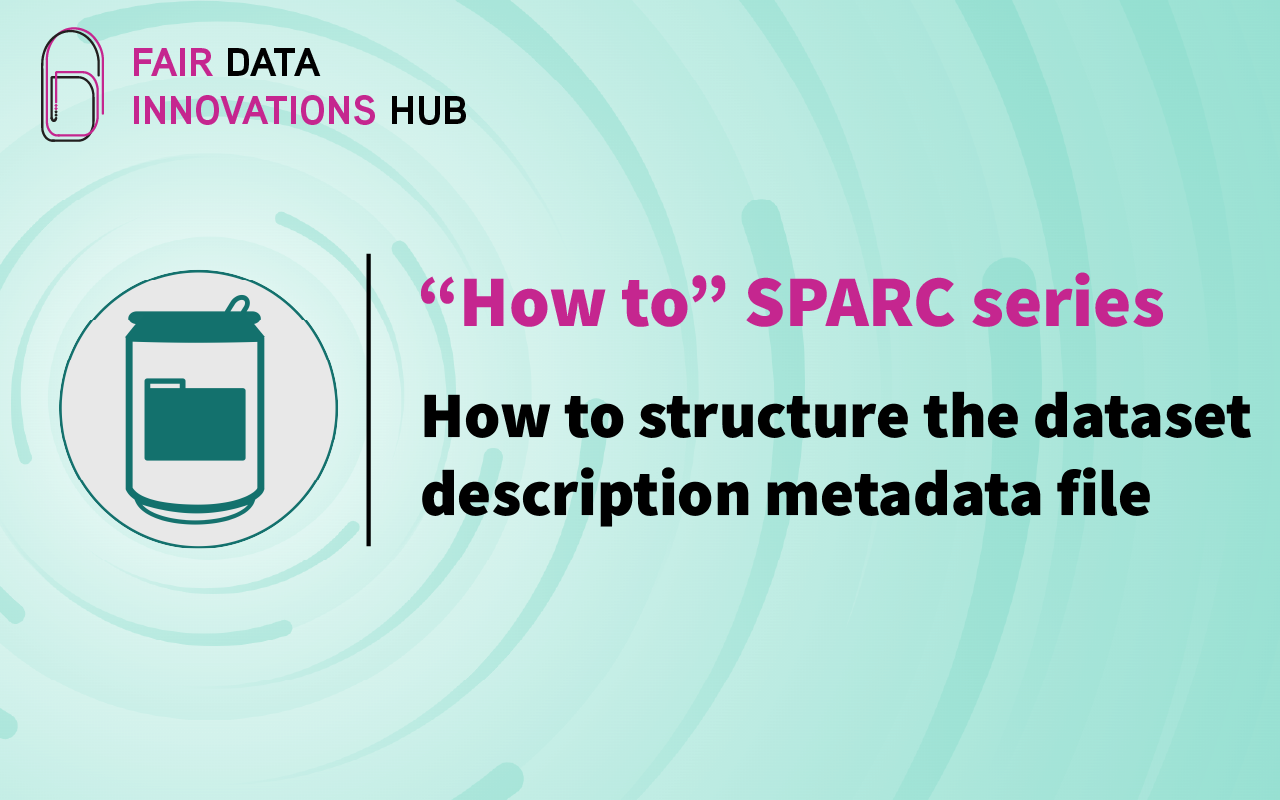 FAIR DATA
INNOVATIONS HUB
“How to” SPARC series
How to structure the dataset
description metadata file